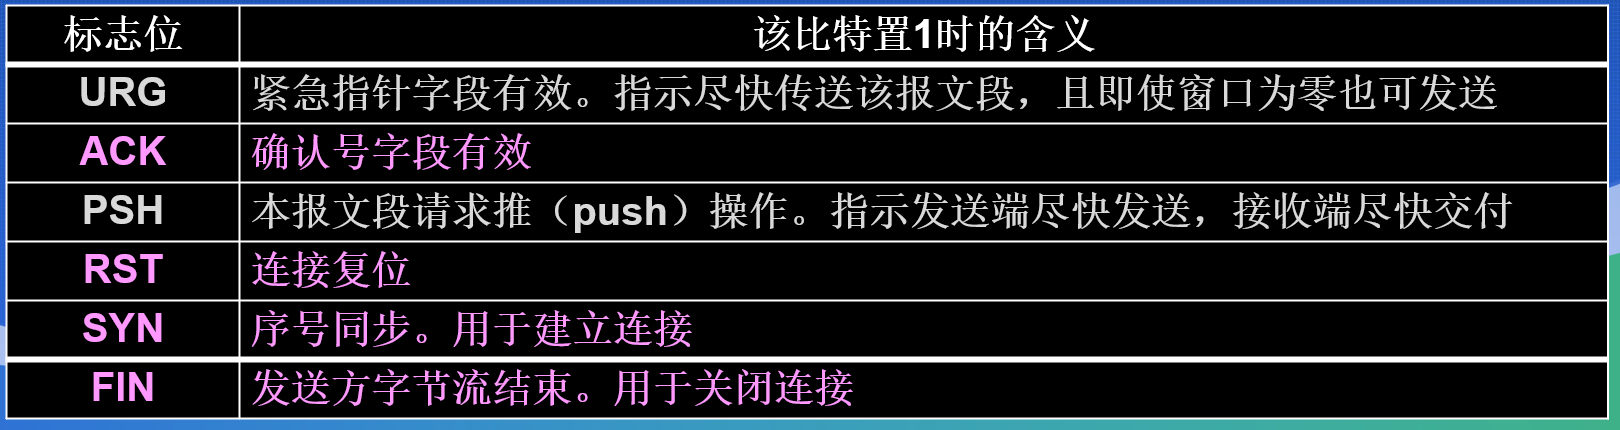 标志位 该比特置1时的含义
URG 紧急指针字段有效。指示尽快传送该报文段，且即使窗口为零也可发送
ACK 确认号字段有效
PSH 本报文段请求推（push）操作。指示发送端尽快发送，接收端尽快交付
RST 连接复位
SYN 序号同步。用于建立连接
FIN 发送方字节流结束。用于关闭连接